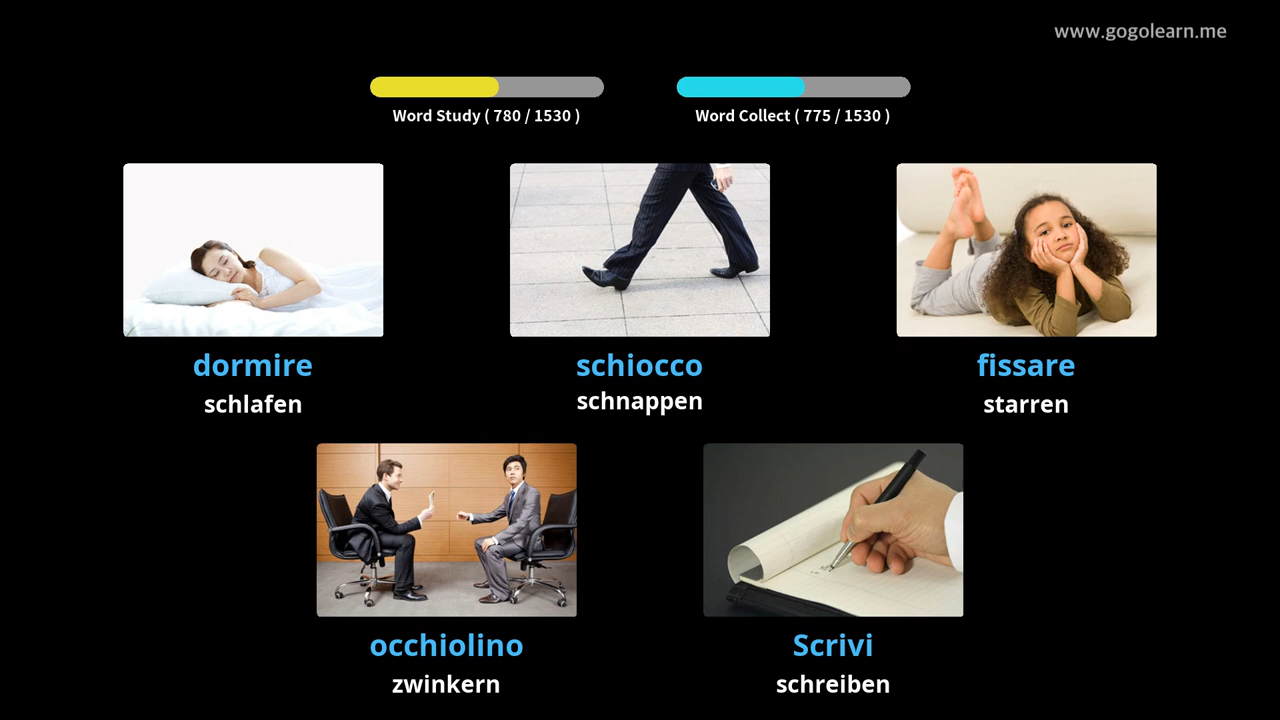 www.gogolearn.me
Word Study ( 780 / 1530 )
Word Collect ( 775 / 1530 )
dormire
schlafen
schiocco
schnappen
fissare
starren
occhiolino
zwinkern
Scrivi
schreiben